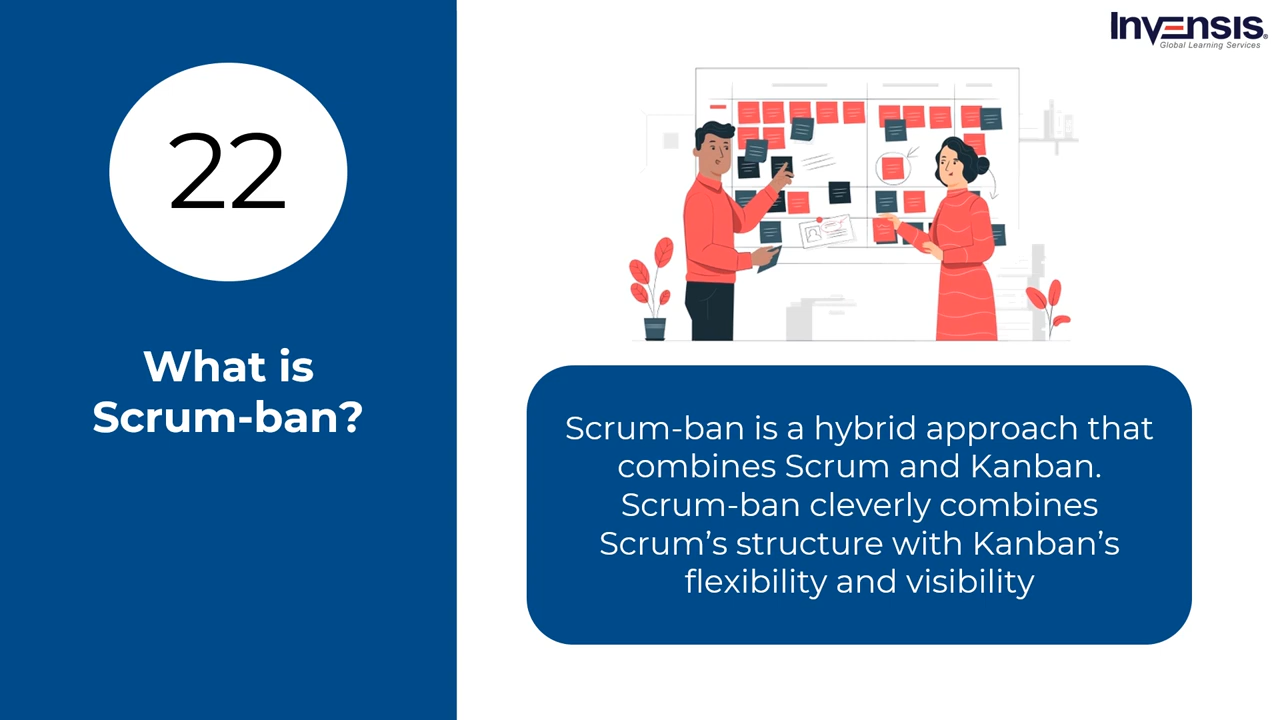 22
What is
Scrum-ban?
Invensis®
Global Learning Services
Scrum-ban is a hybrid approach that
combines Scrum and Kanban.
Scrum-ban cleverly combines
Scrum’s structure with Kanban’s
flexibility and visibility